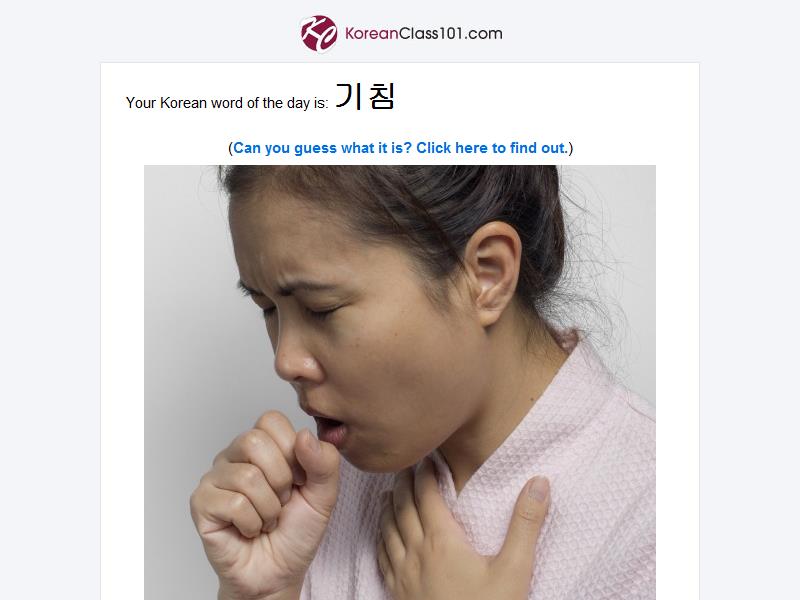 KoreanClass101.com
Your Korean word of the day is: 기침
(Can you guess what it is? Click here to find out.)